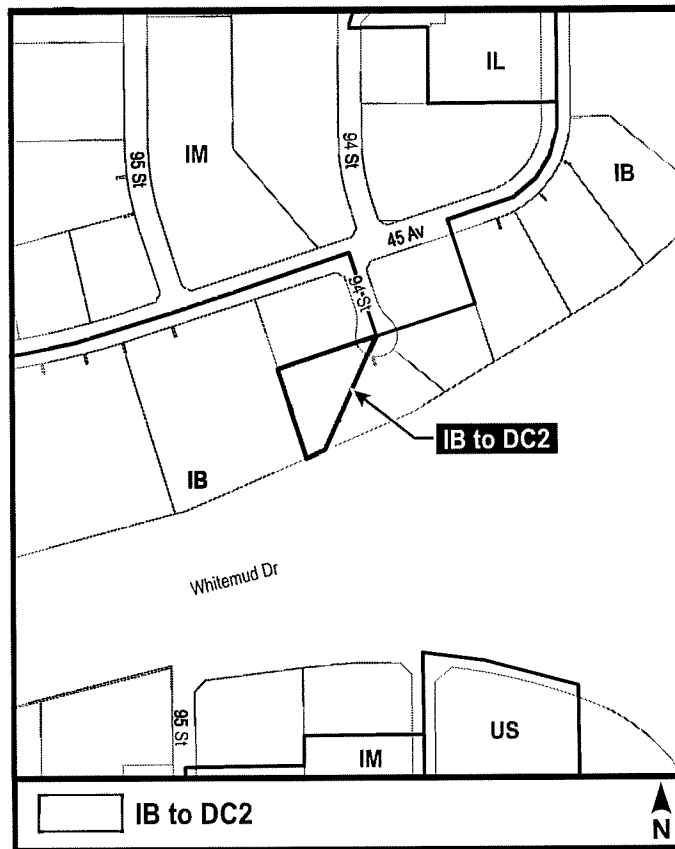 IL
IM
95 St
94 St
IB
45 Av
94 St
IB to DC2
IB
Whitemud Dr
95 St
US
IM
IB to DC2
N